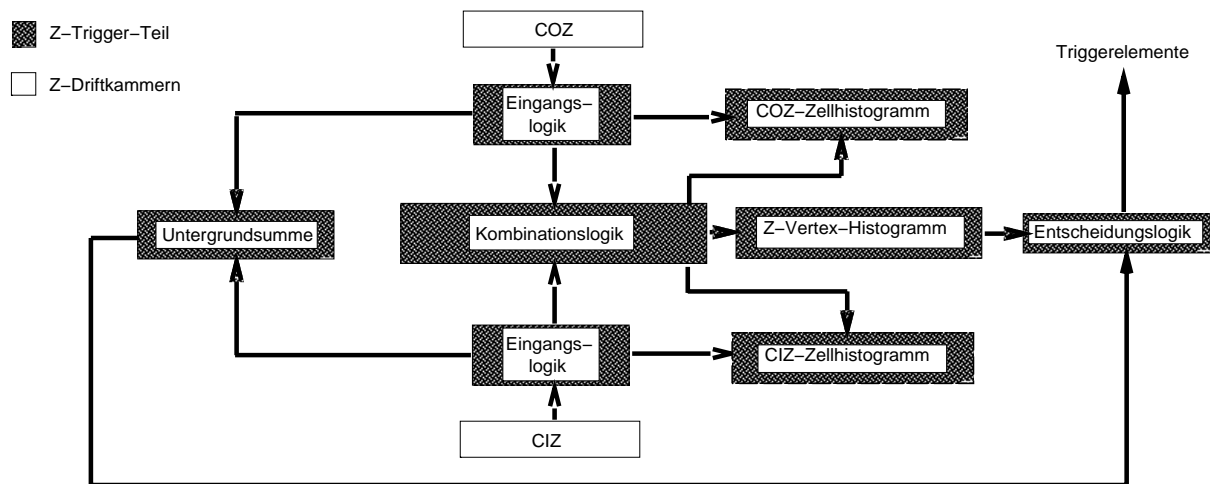 COZ
Z–Trigger–Teil
Z–Driftkammern
Triggerelemente
Eingangs–
logik
COZ–Zellhistogramm
Untergrundsumme
Kombinationslogik
Z–Vertex–Histogramm
Entscheidungslogik
Eingangs–
logik
CIZ–Zellhistogramm
CIZ